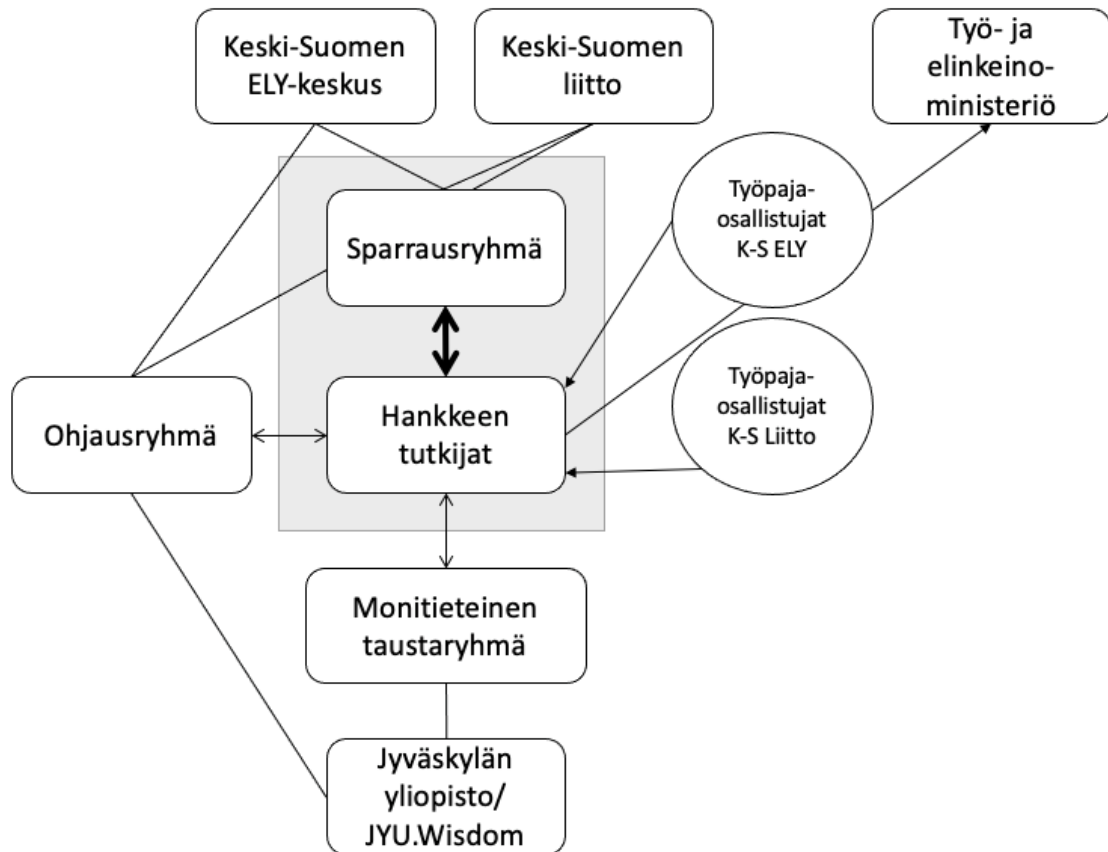 Keski-Suomen
ELY-keskus
Keski-Suomen
liitto
Työ- ja
elinkeino-
ministeriö
Sparrausryhmä
Työpaja-
osallistujat
K-S ELY
Ohjausryhmä
Hankkeen
tutkijat
Työpaja-
osallistujat
K-S Liitto
Monitieteinen
taustaryhmä
Jyväskylän
yliopisto/
JYU.Wisdom